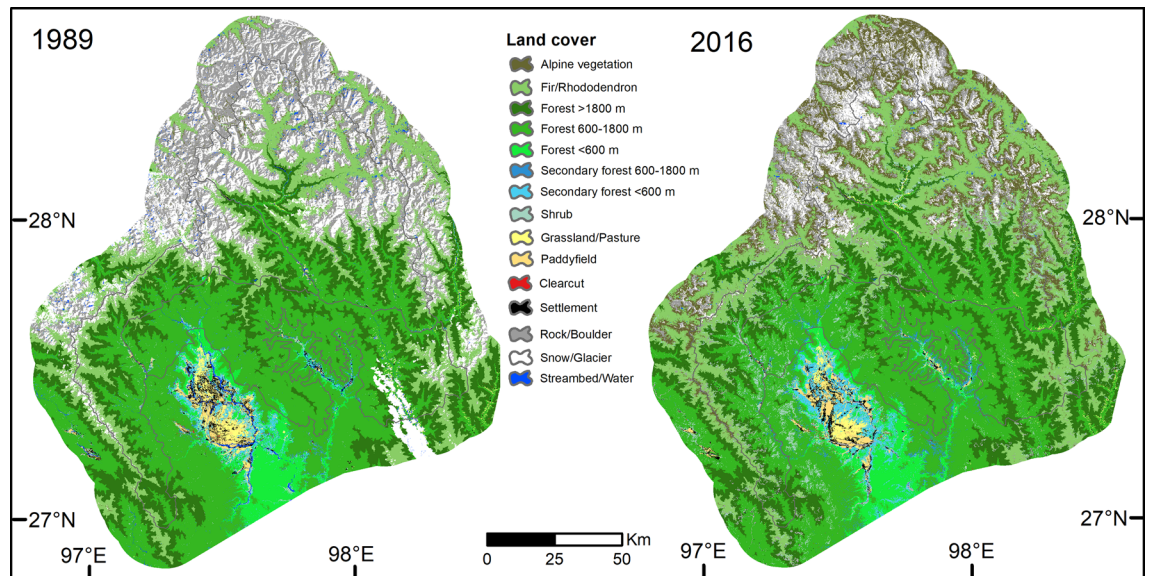 1989
Land cover
Alpine vegetation
Fir/Rhododendron
Forest >1800 m
Forest 600-1800 m
Forest <600 m
Secondary forest 600-1800 m
Secondary forest <600 m
Shrub
Grassland/Pasture
Paddyfield
Clearcut
Settlement
Rock/Boulder
Snow/Glacier
Streambed/Water
2016
28°N
28°N
27°N
27°N
97°E
98°E
0 25 50 Km
97°E
98°E